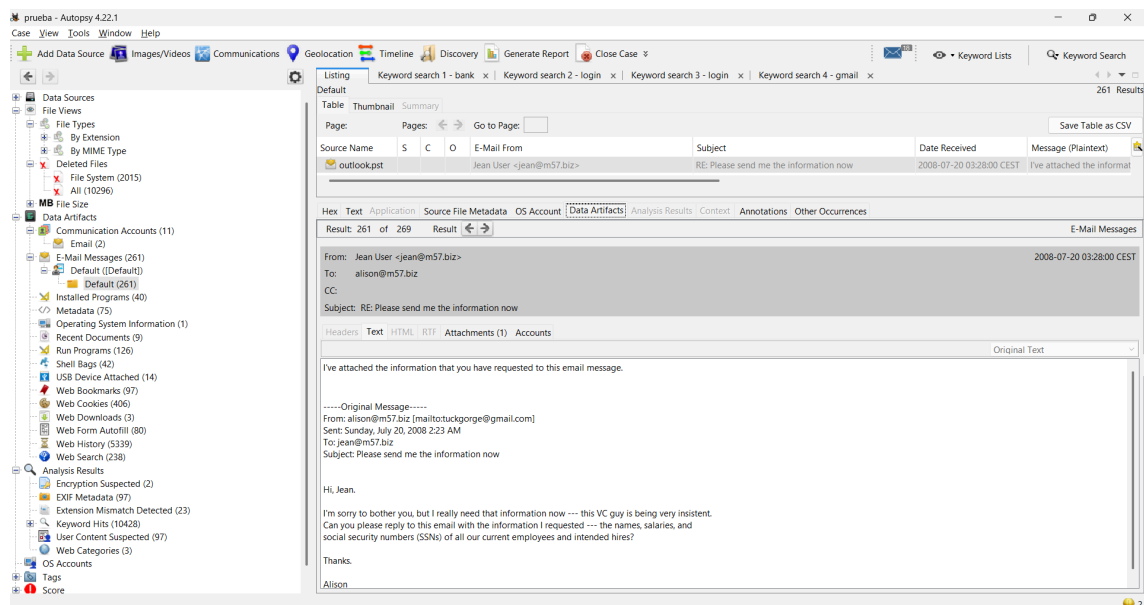 prueba - Autopsy 4.22.1
Case View Tools Window Help
Add Data Source Images/Videos Communications Geolocation Timeline Discovery Generate Report Close Case Keyword Lists Keyword Search
Listing Keyword search 1 - bank x Keyword search 2 - login x Keyword search 3 - login x Keyword search 4 - gmail x
Default 261 Results
Table Thumbnail Summary
Page: Pages: Go to Page: Save Table as CSV
Source Name S C O E-Mail From Subject Date Received Message (Plaintext)
outlook.pst Jean User <jean@m57.biz> RE: Please send me the information now 2008-07-20 03:28:00 CEST I've attached the informat
Data Sources
File Views
File Types
By Extension
By MIME Type
Deleted Files
File System (2015)
All (10296)
MB File Size
Data Artifacts
Communication Accounts (11)
Email (2)
E-Mail Messages (261)
Default ([Default])
Default (261)
Installed Programs (40)
Metadata (75)
Operating System Information (1)
Recent Documents (9)
Run Programs (126)
Shell Bags (42)
USB Device Attached (14)
Web Bookmarks (97)
Web Cookies (406)
Web Downloads (3)
Web Form Autofill (80)
Web History (5339)
Web Search (238)
Analysis Results
Encryption Suspected (2)
EXIF Metadata (97)
Extension Mismatch Detected (23)
Keyword Hits (10428)
User Content Suspected (97)
Web Categories (3)
OS Accounts
Tags
Score
Hex Text Application Source File Metadata OS Account Data Artifacts Analysis Results Context Annotations Other Occurrences
Result: 261 of 269 Result E-Mail Messages
From: Jean User <jean@m57.biz> 2008-07-20 03:28:00 CEST
To: alison@m57.biz
CC:
Subject: RE: Please send me the information now
Headers Text HTML RTF Attachments (1) Accounts
Original Text
I've attached the information that you have requested to this email message.
-----Original Message-----
From: alison@m57.biz [mailto:tuckgorge@gmail.com]
Sent: Sunday, July 20, 2008 2:23 AM
To: jean@m57.biz
Subject: Please send me the information now
Hi, Jean.
I'm sorry to bother you, but I really need that information now --- this VC guy is being very insistent.
Can you please reply to this email with the information I requested --- the names, salaries, and
social security numbers (SSNs) of all our current employees and intended hires?
Thanks.
Alison